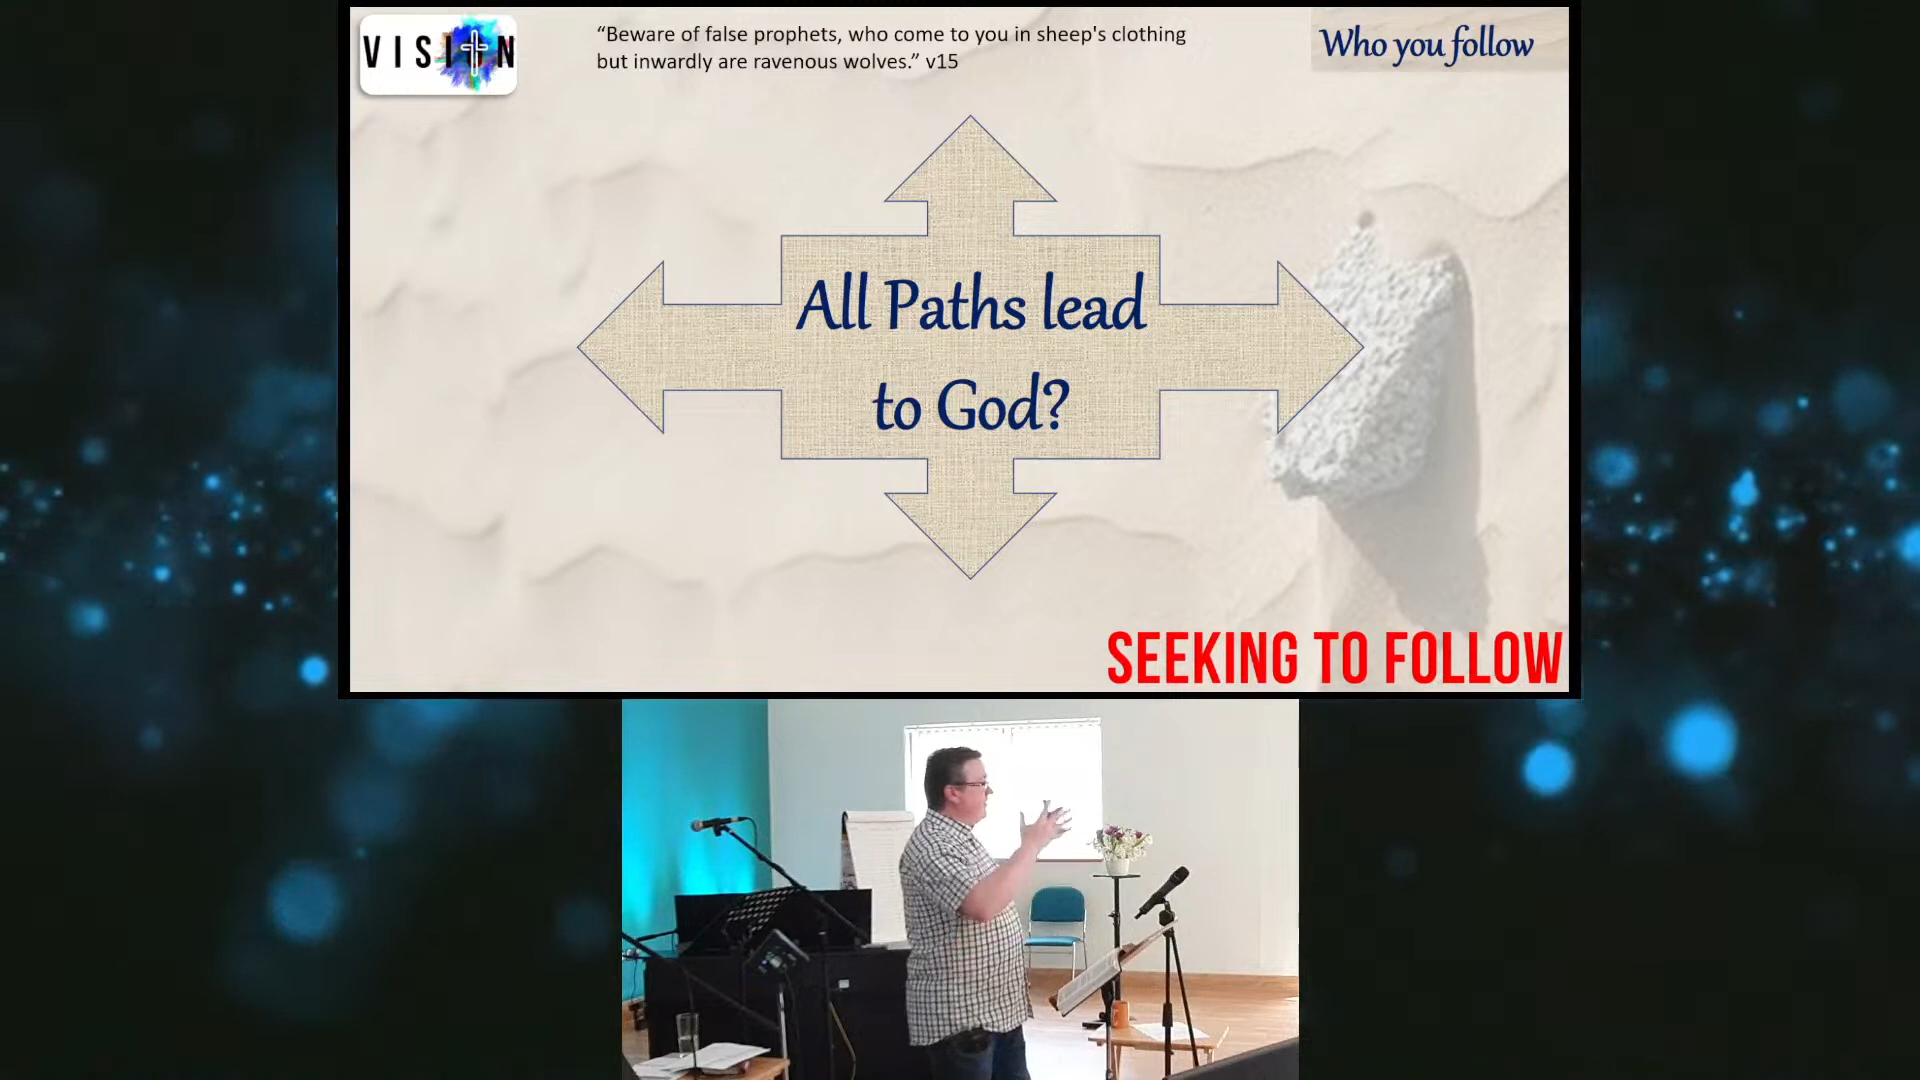 VISION
“Beware of false prophets, who come to you in sheep's clothing
but inwardly are ravenous wolves.” v15
Who you follow
All Paths lead
to God?
SEEKING TO FOLLOW